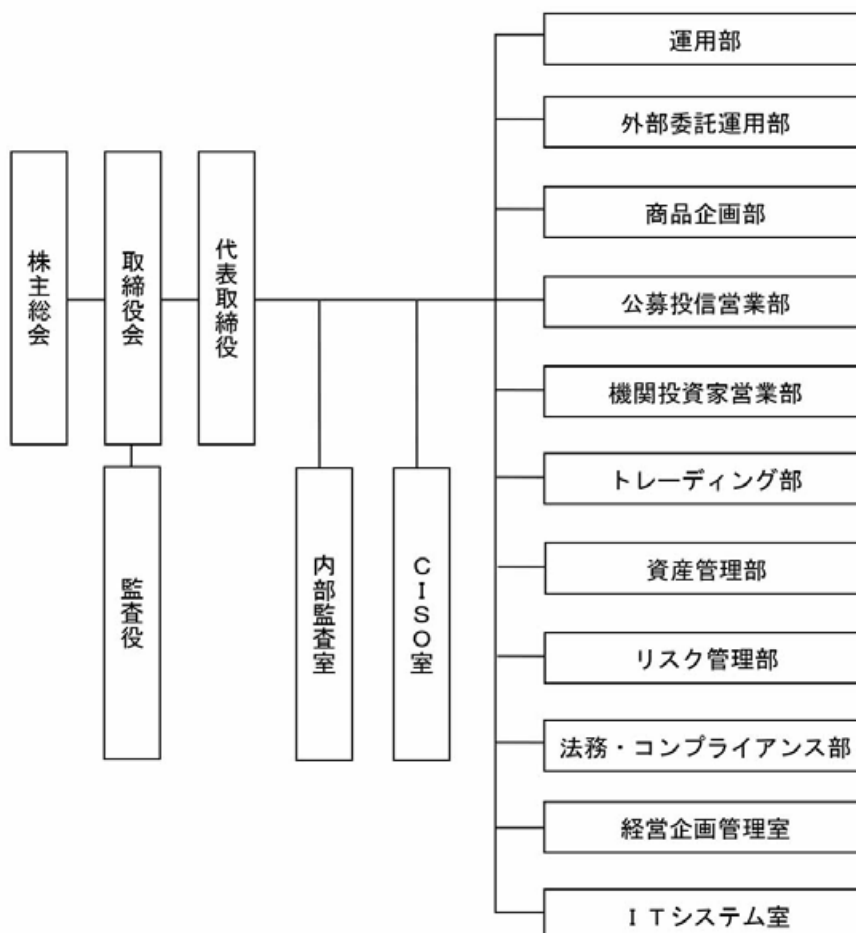 株主総会
取締役会
代表取締役
監査役
内部監査室
CISO室
運用部
外部委託運用部
商品企画部
公募投信営業部
機関投資家営業部
トレーディング部
資産管理部
リスク管理部
法務・コンプライアンス部
経営企画管理室
ITシステム室